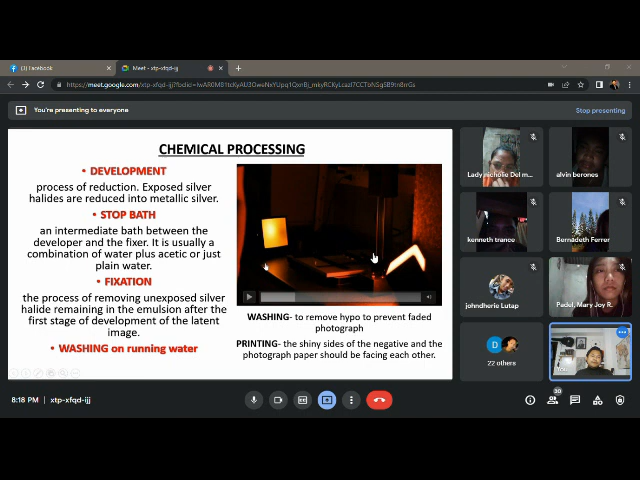 Facebook
Meet - xtp-xfqd-ijj
You're presenting to everyone
Stop presenting
CHEMICAL PROCESSING
• DEVELOPMENT
process of reduction. Exposed silver
halides are reduced into metallic silver.
• STOP BATH
an intermediate bath between the
developer and the fixer. It is usually a
combination of water plus acetic or just
plain water.
• FIXATION
the process of removing unexposed silver
halide remaining in the emulsion after the
first stage of development of the latent
image.
• WASHING on running water
WASHING- to remove hypo to prevent faded
photograph
PRINTING- the shiny sides of the negative and the
photograph paper should be facing each other.
Lady nichole Del m...
alvin berones
kenneth trance
Bernadeth Ferrer
johndherie Lutap
Padel, Mary Joy R.
D
22 others
You
8:18 PM | xtp-xfqd-ijj
30